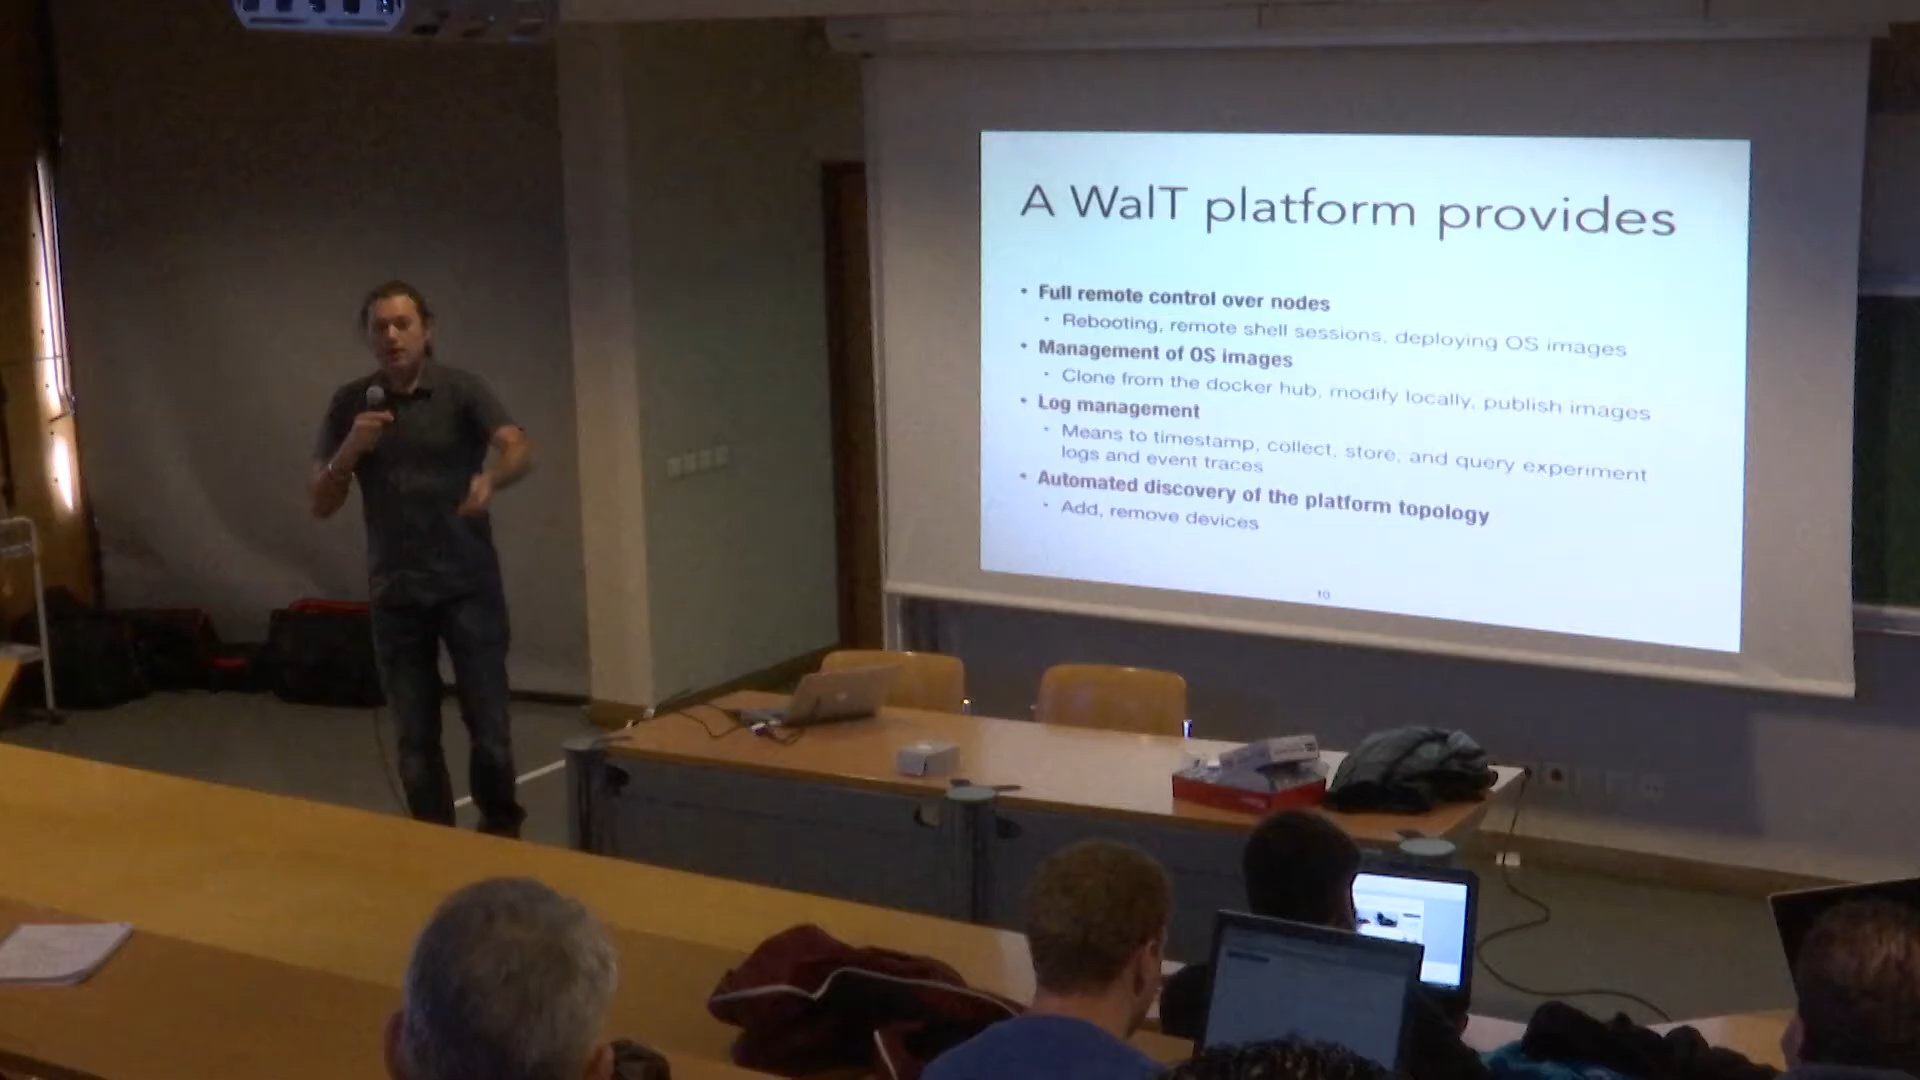 A WalT platform provides
• Full remote control over nodes
• Rebooting, remote shell sessions, deploying OS images
• Management of OS images
• Clone from the docker hub, modify locally, publish images
• Log management
• Means to timestamp, collect, store, and query experiment
logs and event traces
• Automated discovery of the platform topology
• Add, remove devices
10